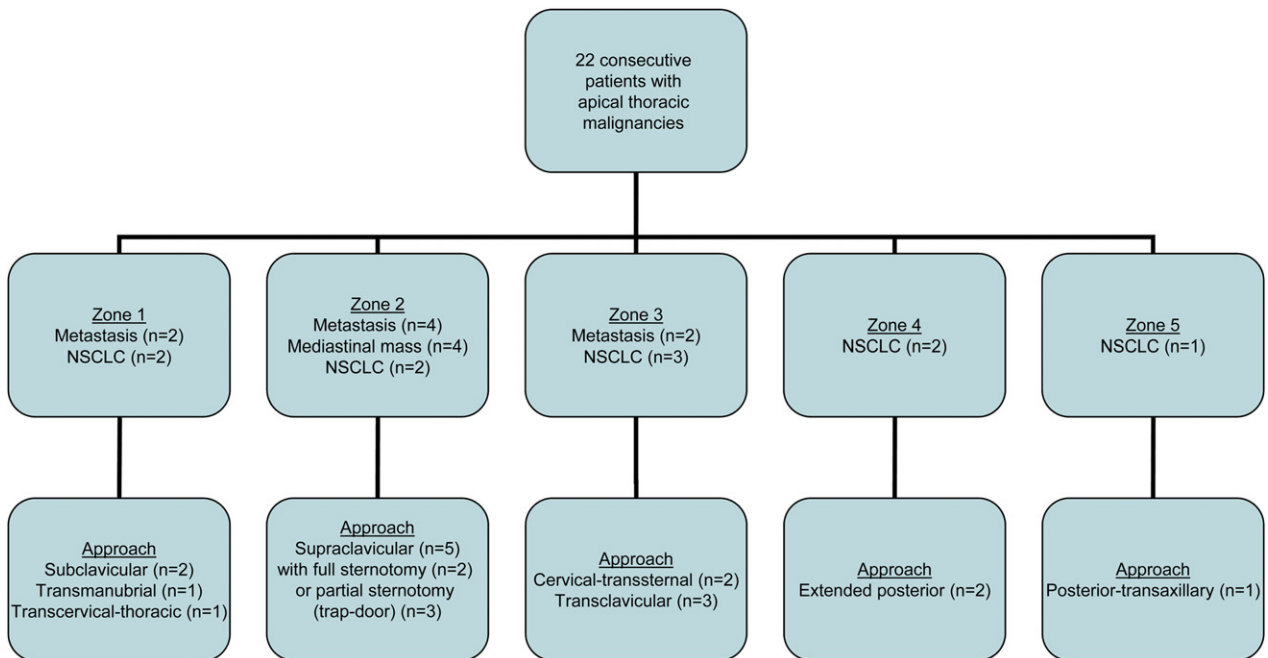 22 consecutive
patients with
apical thoracic
malignancies
Zone 1
Metastasis (n=2)
NSCLC (n=2)
Zone 2
Metastasis (n=4)
Mediastinal mass (n=4)
NSCLC (n=2)
Zone 3
Metastasis (n=2)
NSCLC (n=3)
Zone 4
NSCLC (n=2)
Zone 5
NSCLC (n=1)
Approach
Subclavicular (n=2)
Transmanubrial (n=1)
Transcervical-thoracic (n=1)
Approach
Supraclavicular (n=5)
with full sternotomy (n=2)
or partial sternotomy
(trap-door) (n=3)
Approach
Cervical-transsternal (n=2)
Transclavicular (n=3)
Approach
Extended posterior (n=2)
Approach
Posterior-transaxillary (n=1)